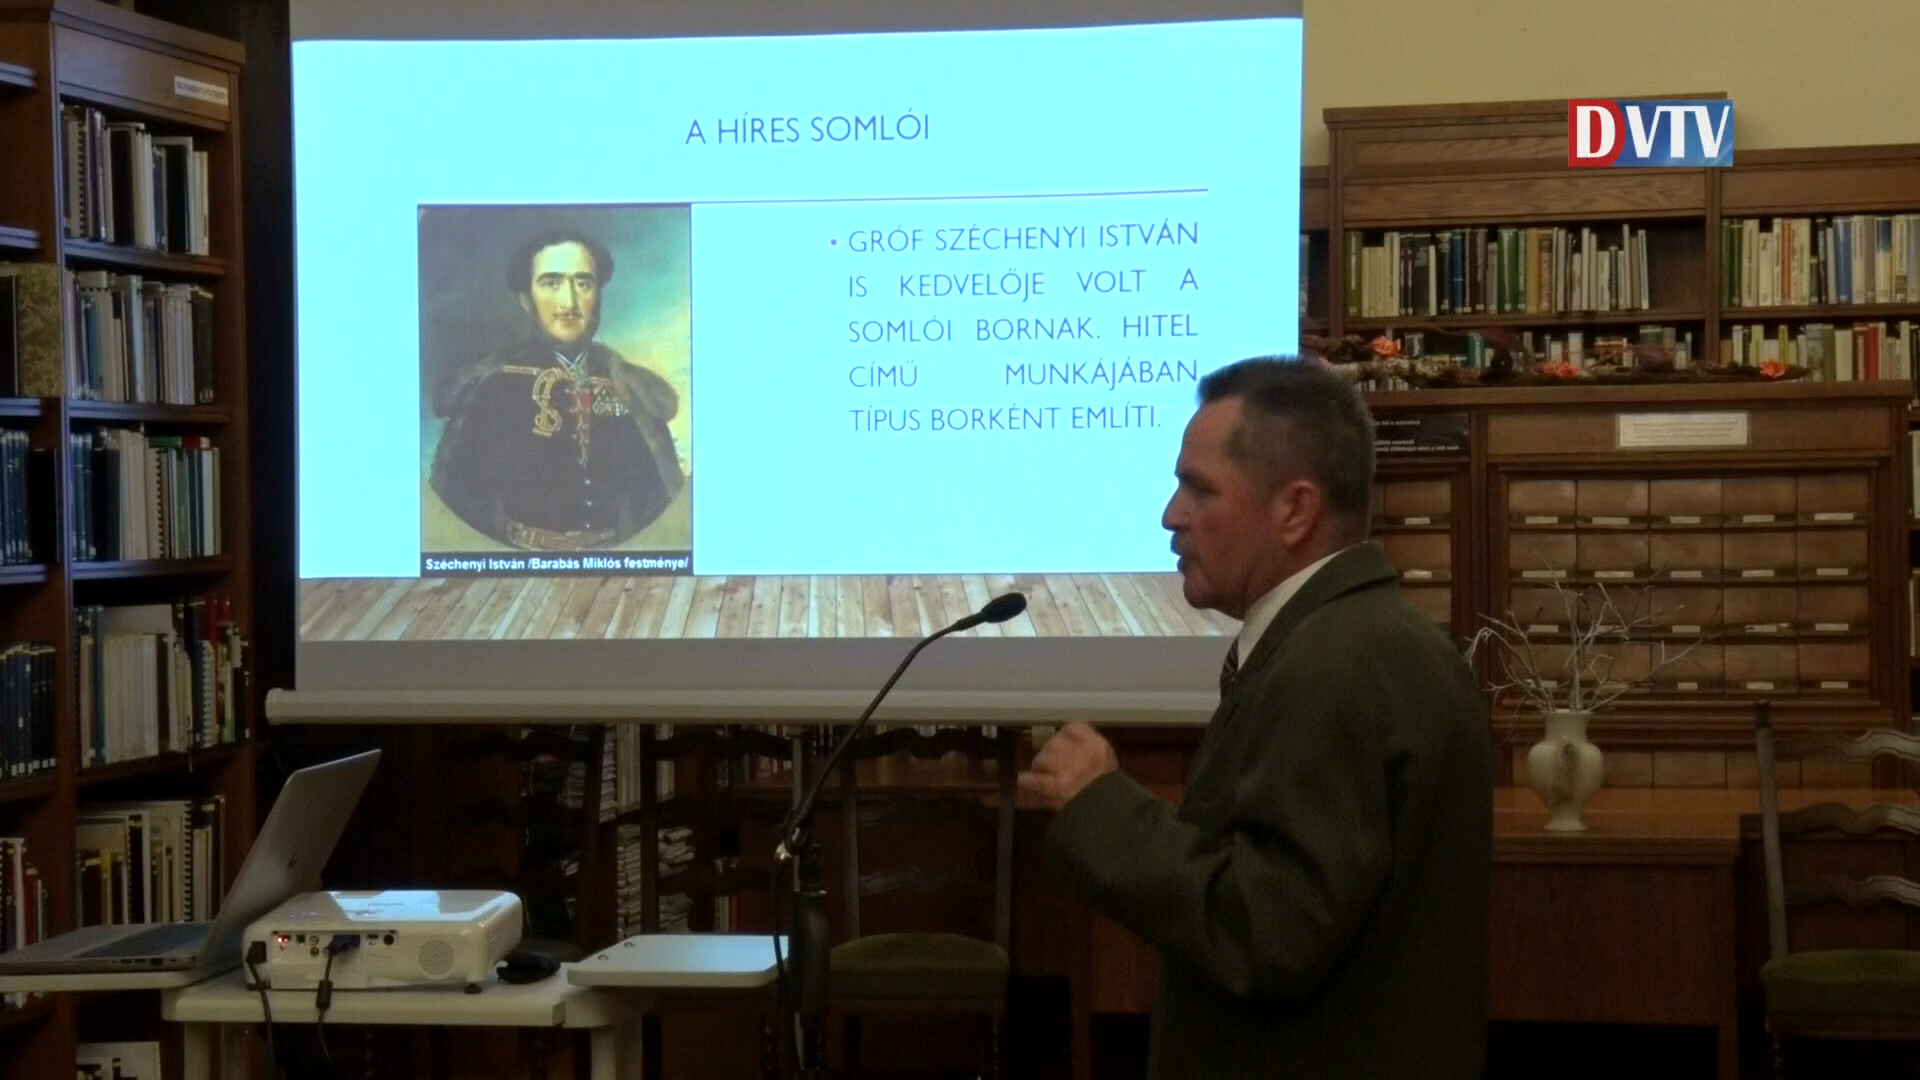 DVTV
A HÍRES SOMLÓI
• GRÓF SZÉCHENYI ISTVÁN
IS KEDVELŐJE VOLT A
SOMLÓI BORNAK. HITEL
CÍMŰ MUNKÁJÁBAN
TÍPUS BORKÉNT EMLÍTI.
Széchenyi István /Barabás Miklós festménye/